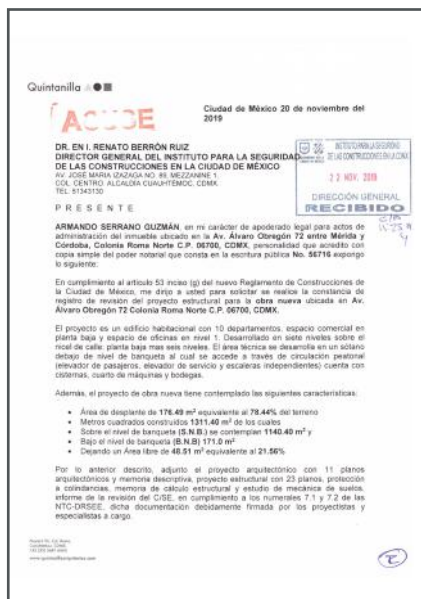 Quintanilla
ACUSE
Ciudad de México 20 de noviembre del
2019
DR. EN I. RENATO BERRÓN RUIZ
DIRECTOR GENERAL DEL INSTITUTO PARA LA SEGURIDAD
DE LAS CONSTRUCCIONES EN LA CIUDAD DE MÉXICO
AV. JOSÉ MARIA IZAZAGA NO. 89, MEZZANINE 1.
COL. CENTRO. ALCALDÍA CUAUHTÉMOC. CDMX.
TEL. 51343130
INSTITUTO PARA LA SEGURIDAD
DE LAS CONSTRUCCIONES EN LA CDMX
22 NOV. 2019
DIRECCIÓN GENERAL
RECIBIDO
P R E S E N T E
ARMANDO SERRANO GUZMÁN, en mi carácter de apoderado legal para actos de
administración del inmueble ubicado en la Av. Álvaro Obregón 72 entre Mérida y
Córdoba, Colonia Roma Norte C.P. 06700, CDMX, personalidad que acredito con
copia simple del poder notarial que consta en la escritura pública No. 56716 expongo
lo siguiente:
En cumplimiento al artículo 53 inciso (g) del nuevo Reglamento de Construcciones de
la Ciudad de México, me dirijo a usted para solicitar se realice la constancia de
registro de revisión del proyecto estructural para la obra nueva ubicada en Av.
Álvaro Obregón 72 Colonia Roma Norte C.P. 06700, CDMX.
El proyecto es un edificio habitacional con 10 departamentos, espacio comercial en
planta baja y espacio de oficinas en nivel 1. Desarrollado en siete niveles sobre el
nivel de calle: planta baja mas seis niveles. El área técnica se desarrolla en un sótano
debajo de nivel de banqueta al cual se accede a través de circulación peatonal
(elevador de pasajeros, elevador de servicio y escaleras independientes) cuenta con
cisternas, cuarto de máquinas y bodegas.
Además, el proyecto de obra nueva tiene contemplado las siguientes características:
• Área de desplante de 176.49 m² equivalente al 78.44% del terreno
• Metros cuadrados construidos 1311.40 m² de los cuales
• Sobre el nivel de banqueta (S.N.B.) se contemplan 1140.40 m² y
• Bajo el nivel de banqueta (B.N.B) 171.0 m²
• Dejando un Área libre de 48.51 m² equivalente al 21.56%
Por lo anterior descrito, adjunto el proyecto arquitectónico con 11 planos
arquitectónicos y memoria descriptiva, proyecto estructural con 23 planos, protección
a colindancias, memoria de cálculo estructural y estudio de mecánica de suelos,
informe de la revisión del C/SE, en cumplimiento a los numerales 7.1 y 7.2 de las
NTC-DRSEE, dicha documentación debidamente firmada por los proyectistas y
especialistas a cargo.